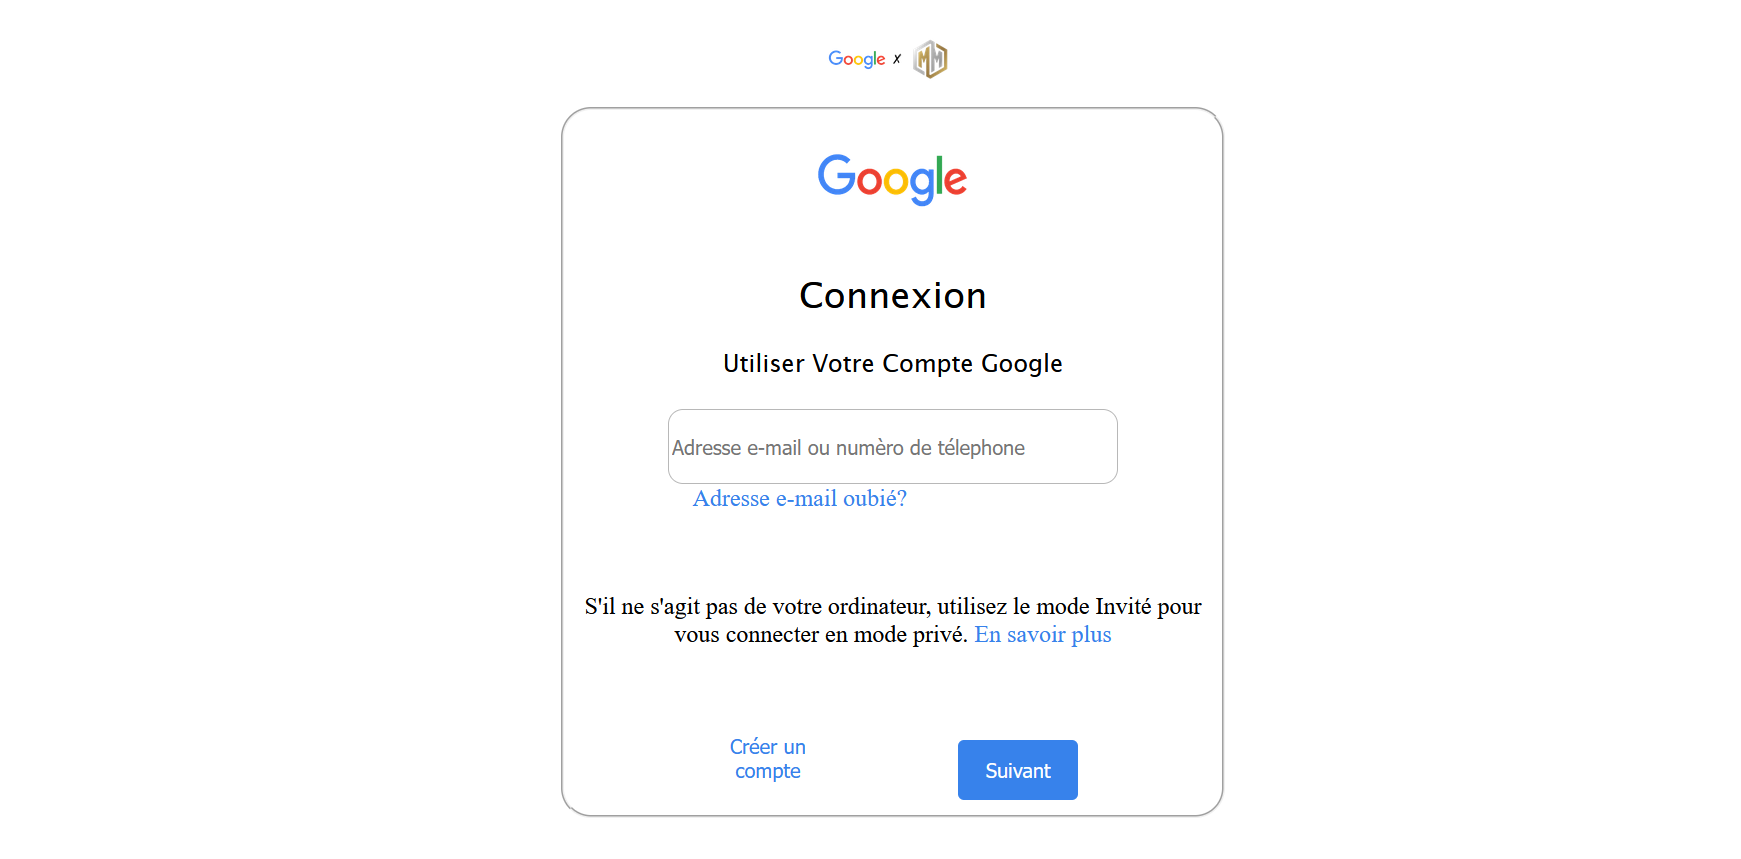 Google x MM
Google
Connexion
Utiliser Votre Compte Google
Adresse e-mail ou numèro de télephone
Adresse e-mail oubié?
S'il ne s'agit pas de votre ordinateur, utilisez le mode Invité pour
vous connecter en mode privé. En savoir plus
Créer un
compte
Suivant